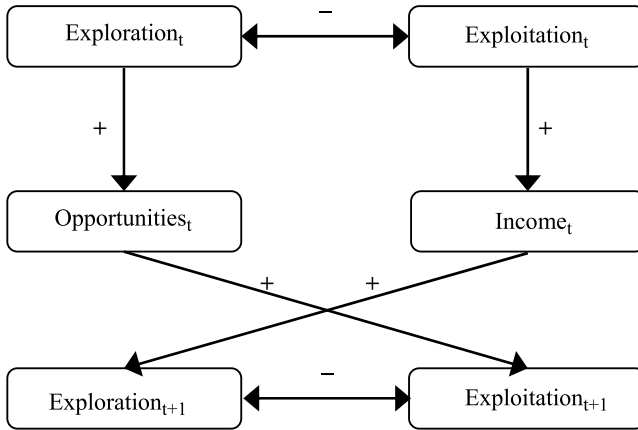 Exploration_t
−
Exploitation_t
+
+
Opportunities_t
Income_t
+
+
Exploration_t+1
−
Exploitation_t+1